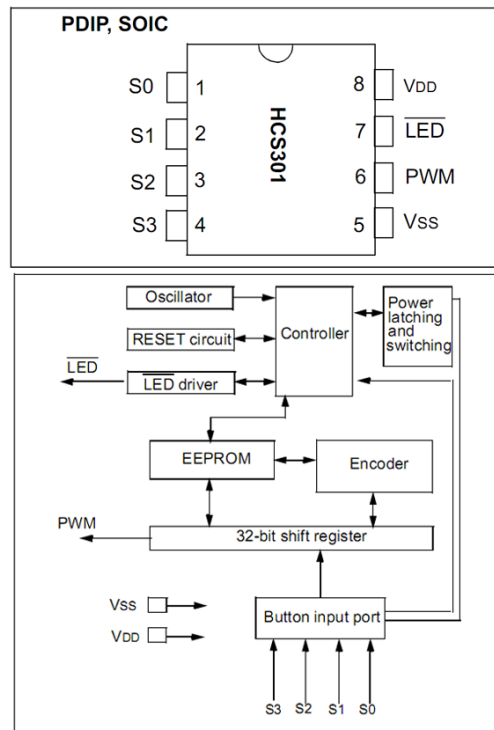 PDIP, SOIC
S0 1 8 VDD
S1 2 7 LED
S2 3 6 PWM
S3 4 5 VSS
HCS301
Oscillator
RESET circuit
LED
LED driver
Controller
Power
latching
and
switching
EEPROM
Encoder
PWM
32-bit shift register
VSS
VDD
Button input port
S3 S2 S1 S0